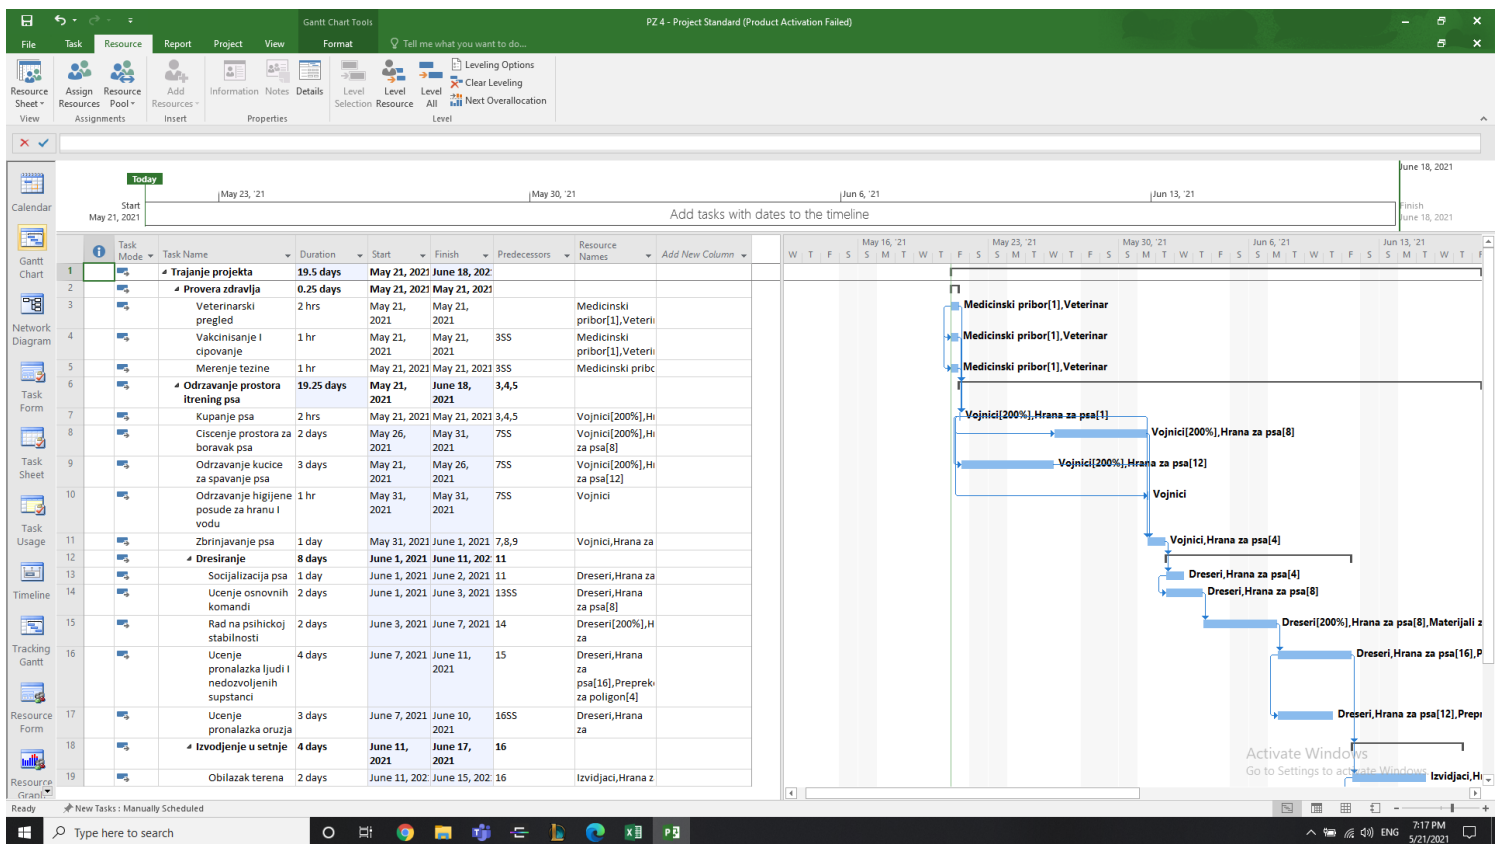 Gantt Chart Tools
PZ 4 - Project Standard (Product Activation Failed)
File Task Resource Report Project View Format Tell me what you want to do...
Resource Sheet
Assign Resources
Resource Pool
Add Resources
Information
Notes
Details
Level Selection
Level Resource
Level All
Leveling Options
Clear Leveling
Next Overallocation
View Assignments Insert Properties Level
Today
May 23, '21 May 30, '21 Jun 6, '21 Jun 13, '21
June 18, 2021
Start
May 21, 2021
Add tasks with dates to the timeline
Finish
June 18, 2021
Calendar
Gantt Chart
Network Diagram
Task Form
Task Sheet
Task Usage
Timeline
Tracking Gantt
Resource Form
Resource Graph
Task Mode Task Name Duration Start Finish Predecessors Resource Names Add New Column
1 Trajanje projekta 19.5 days May 21, 2021 June 18, 202
2 Provera zdravlja 0.25 days May 21, 2021 May 21, 2021
3 Veterinarski pregled 2 hrs May 21, 2021 May 21, 2021 Medicinski pribor[1],Veteri
4 Vakcinisanje I cipovanje 1 hr May 21, 2021 May 21, 2021 3SS Medicinski pribor[1],Veteri
5 Merenje tezine 1 hr May 21, 2021 May 21, 2021 3SS Medicinski pribo
6 Odrzavanje prostora itrening psa 19.25 days May 21, 2021 June 18, 2021 3,4,5
7 Kupanje psa 2 hrs May 21, 2021 May 21, 2021 3,4,5 Vojnici[200%],H
8 Ciscenje prostora za boravak psa 2 days May 26, 2021 May 31, 2021 7SS Vojnici[200%],H za psa[8]
9 Odrzavanje kucice za spavanje psa 3 days May 21, 2021 May 26, 2021 7SS Vojnici[200%],H za psa[12]
10 Odrzavanje higijene posude za hranu I vodu 1 hr May 31, 2021 May 31, 2021 7SS Vojnici
11 Zbrinjavanje psa 1 day May 31, 2021 June 1, 2021 7,8,9 Vojnici,Hrana za
12 Dresiranje 8 days June 1, 2021 June 11, 202 11
13 Socijalizacija psa 1 day June 1, 2021 June 2, 2021 11 Dreseri,Hrana za
14 Ucenje osnovnih komandi 2 days June 1, 2021 June 3, 2021 13SS Dreseri,Hrana za psa[8]
15 Rad na psihickoj stabilnosti 2 days June 3, 2021 June 7, 2021 14 Dreseri[200%],H za
16 Ucenje pronalazka ljudi I nedozvoljenih supstanci 4 days June 7, 2021 June 11, 2021 15 Dreseri,Hrana za psa[16],Preprek za poligon[4]
17 Ucenje pronalazka oruzja 3 days June 7, 2021 June 10, 2021 16SS Dreseri,Hrana za
18 Izvodjenje u setnje 4 days June 11, 2021 June 17, 2021 16
19 Obilazak terena 2 days June 11, 202 June 15, 202 16 Izvidjaci,Hrana z
May 16, '21 May 23, '21 May 30, '21 Jun 6, '21 Jun 13, '21
W T F S S M T W T F S S M T W T F S S M T W T F S S M T W T F S S M T W T F
Medicinski pribor[1],Veterinar
Medicinski pribor[1],Veterinar
Medicinski pribor[1],Veterinar
Vojnici[200%],Hrana za psa[1]
Vojnici[200%],Hrana za psa[8]
Vojnici[200%],Hrana za psa[12]
Vojnici
Vojnici,Hrana za psa[4]
Dreseri,Hrana za psa[4]
Dreseri,Hrana za psa[8]
Dreseri[200%],Hrana za psa[8],Materijali z
Dreseri,Hrana za psa[16],P
Dreseri,Hrana za psa[12],Prep
Izvidjaci,H
Activate Windows
Go to Settings to activate Windows.
Ready New Tasks : Manually Scheduled
Type here to search
ENG
7:17 PM
5/21/2021